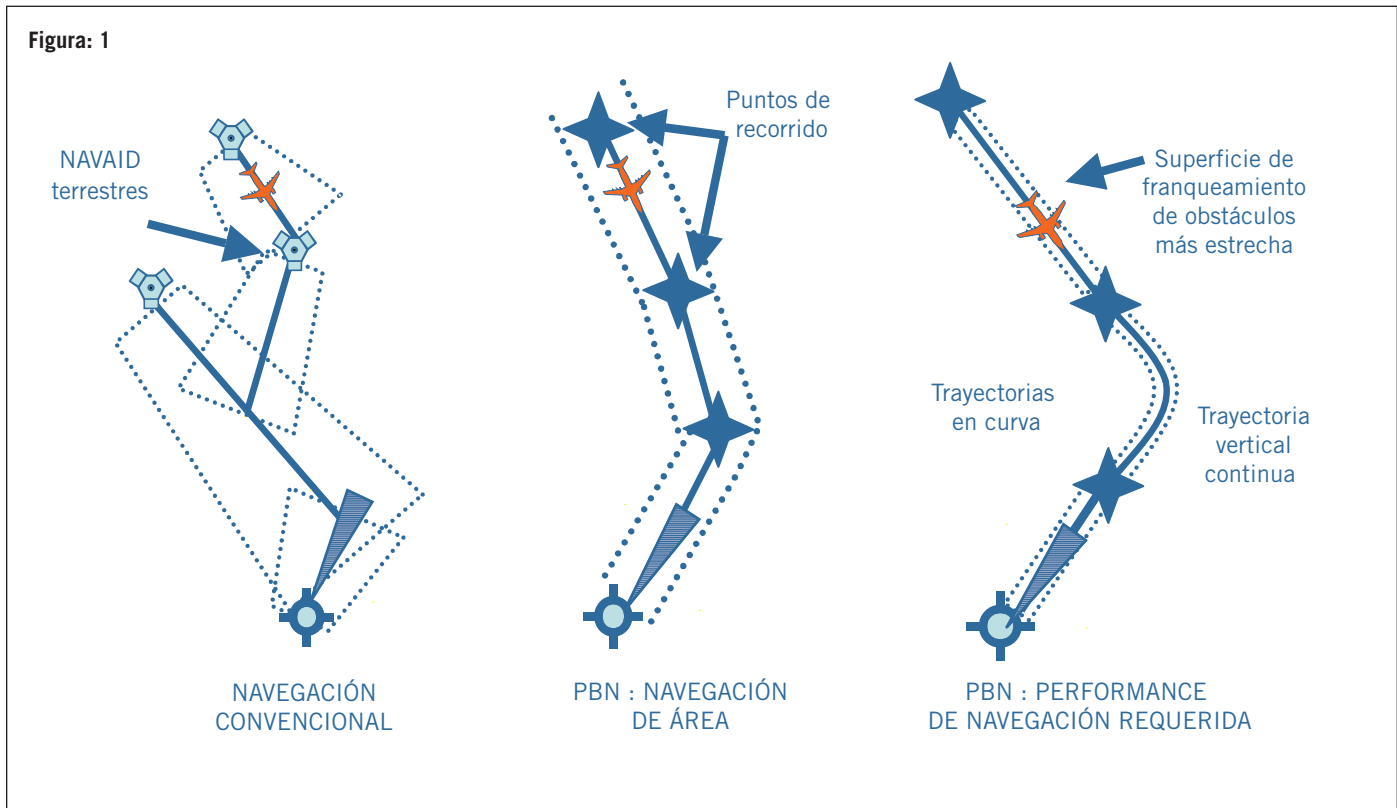 Figura: 1
NAVAID
terrestres
Puntos de
recorrido
Superficie de
franqueamiento
de obstáculos
más estrecha
Trayectorias
en curva
Trayectoria
vertical
continua
NAVEGACIÓN
CONVENCIONAL
PBN : NAVEGACIÓN
DE ÁREA
PBN : PERFORMANCE
DE NAVEGACIÓN REQUERIDA